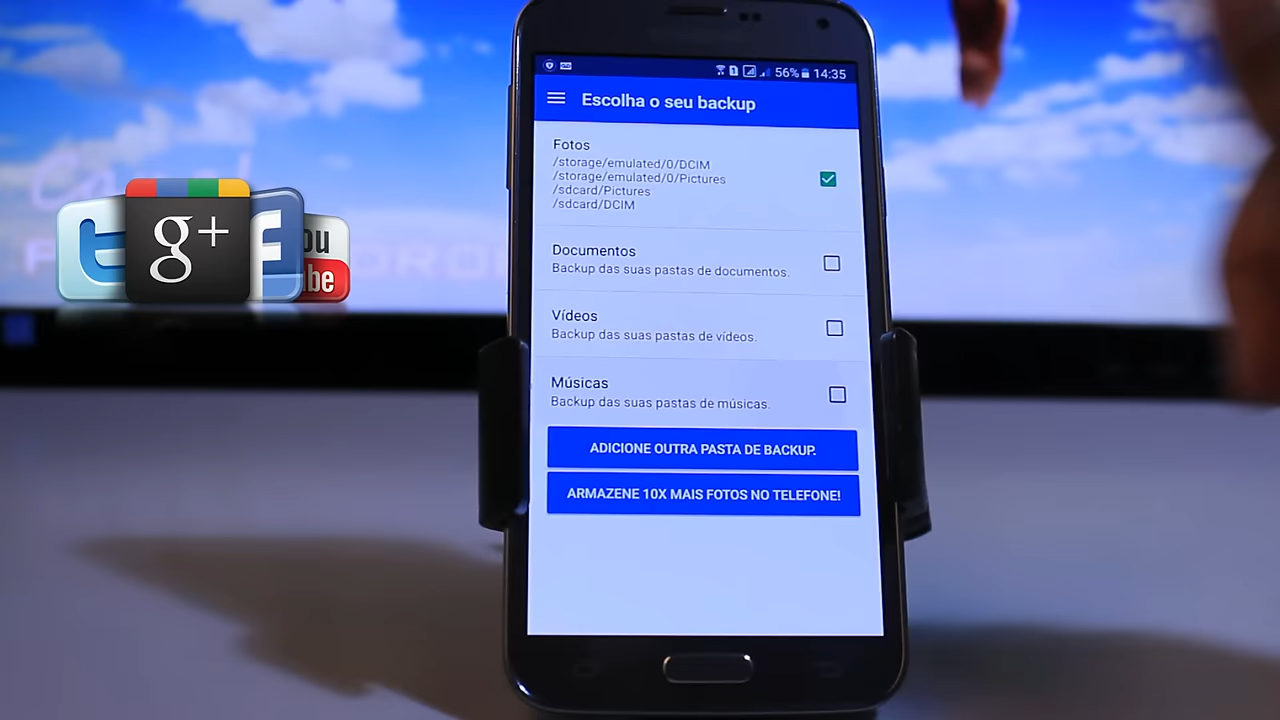 56% 14:35
Escolha o seu backup
Fotos
/storage/emulated/0/DCIM
/storage/emulated/0/Pictures
/sdcard/Pictures
/sdcard/DCIM
Documentos
Backup das suas pastas de documentos.
Vídeos
Backup das suas pastas de vídeos.
Músicas
Backup das suas pastas de músicas.
ADICIONE OUTRA PASTA DE BACKUP.
ARMAZENE 10X MAIS FOTOS NO TELEFONE!
t g+ f